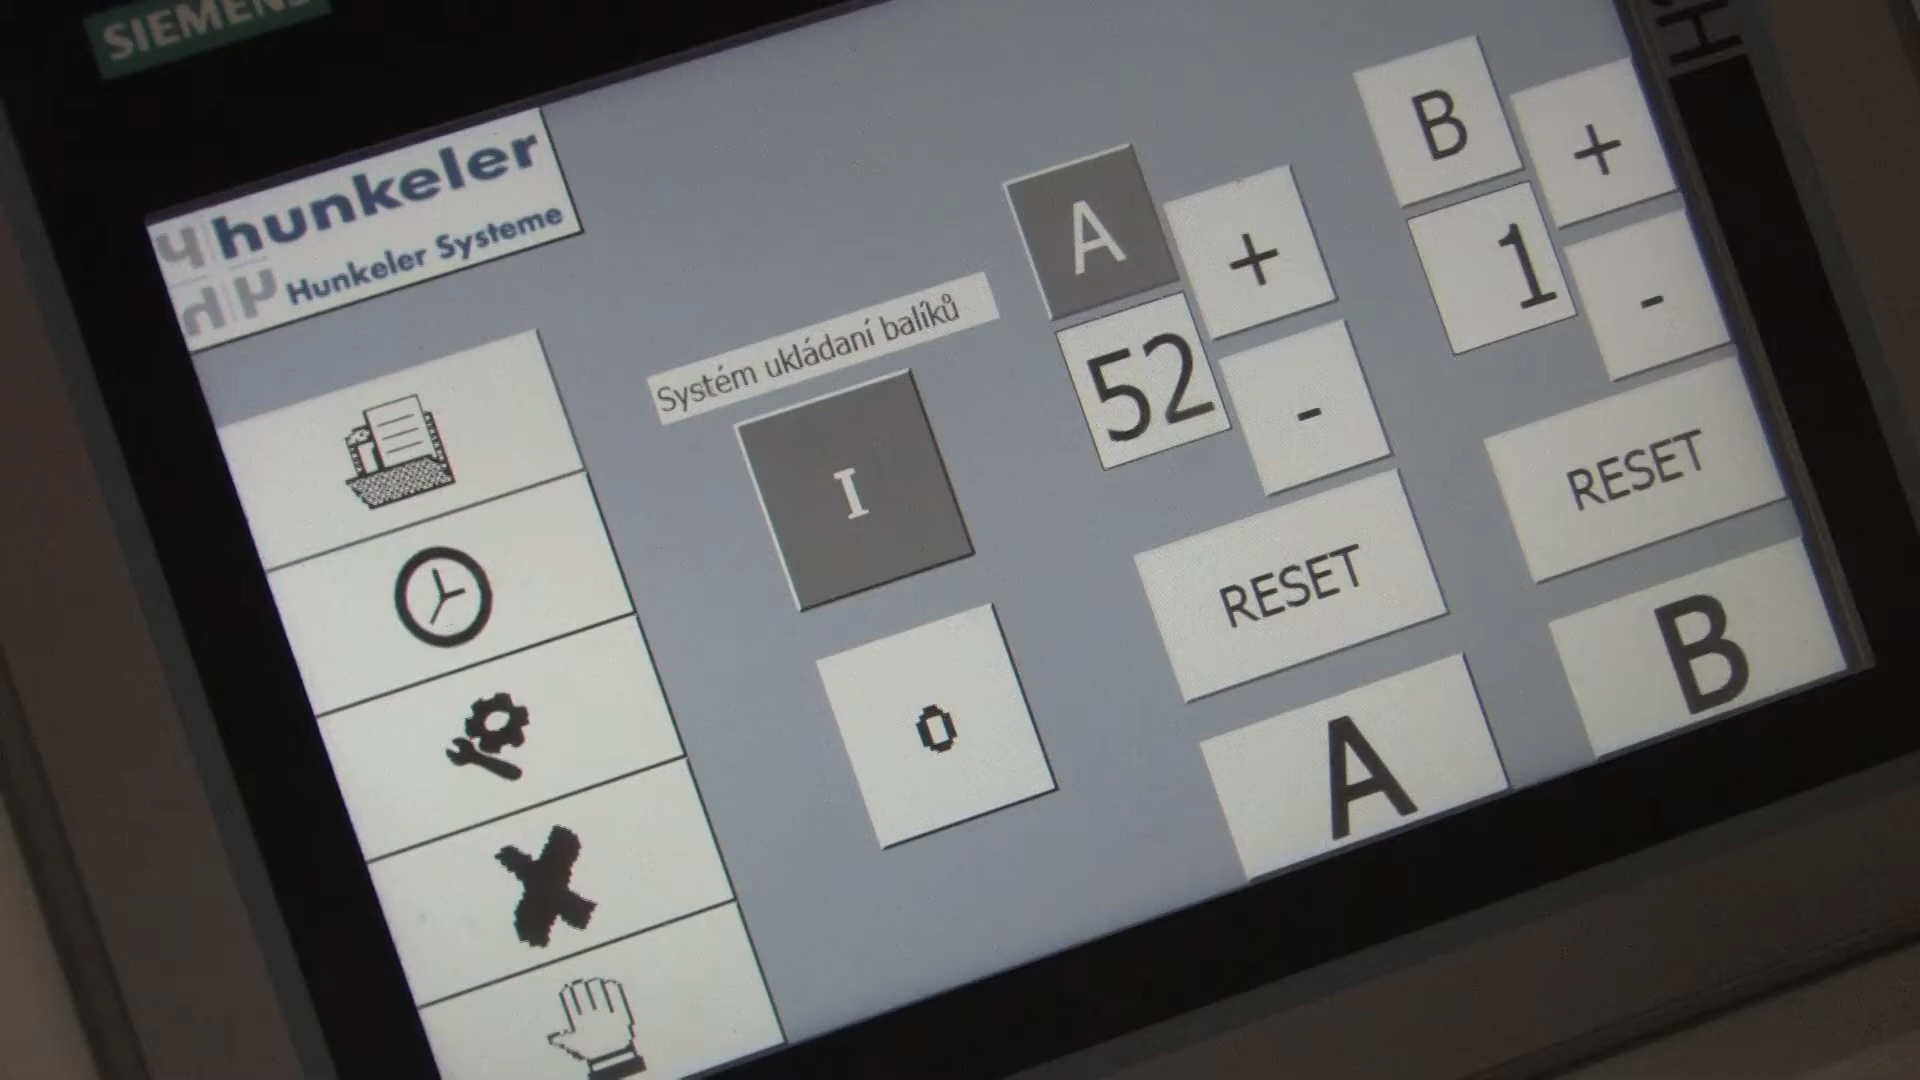 SIEMENS
hunkeler
Hunkeler Systeme
Systém ukládaní balíků
I
0
A
+
52
-
RESET
A
B
+
1
-
RESET
B